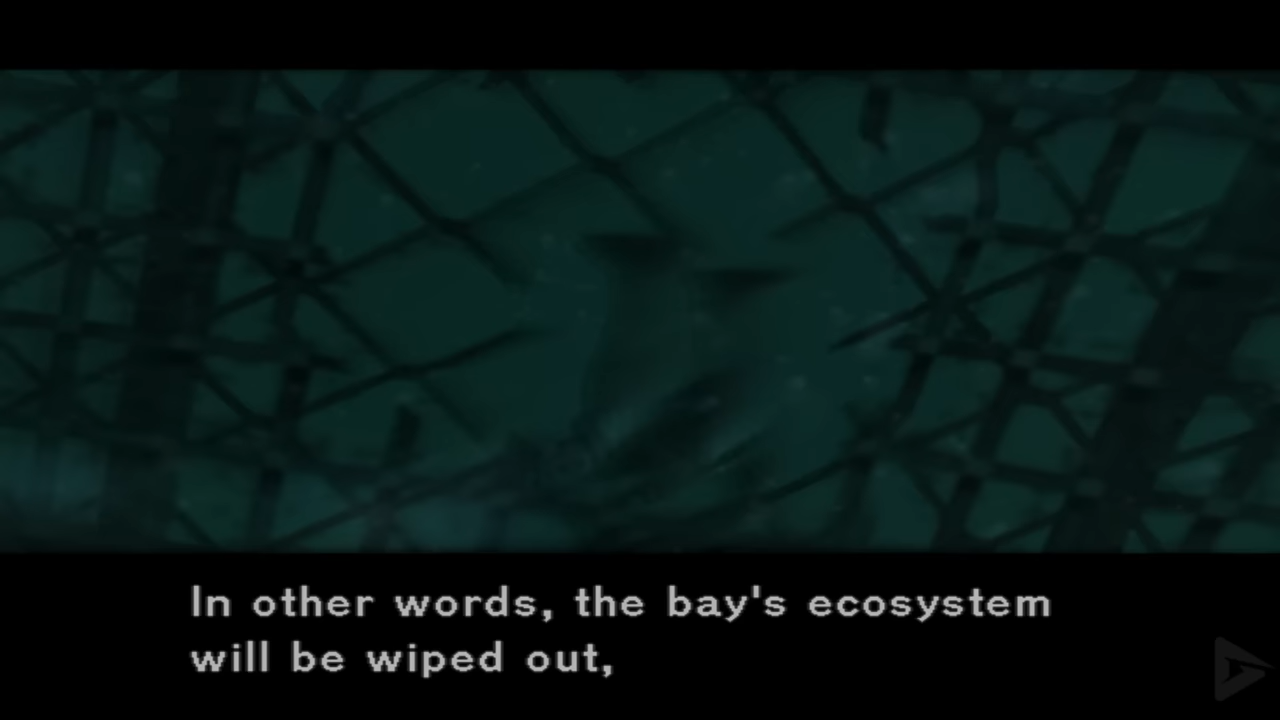 In other words, the bay's ecosystem
will be wiped out,